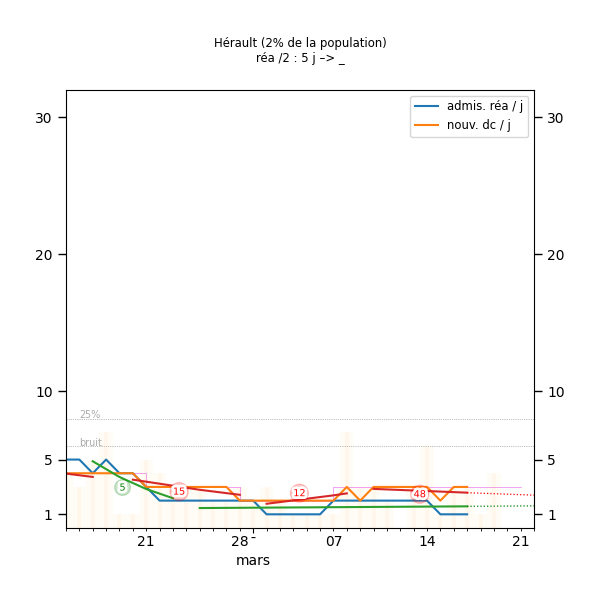 Hérault (2% de la population)
réa /2 : 5 j –> _
admis. réa / j
nouv. dc / j
30 30
20 20
10 10
25%
bruit
5 5
5 15 12 48
1 1
21 28 07 14 21
mars